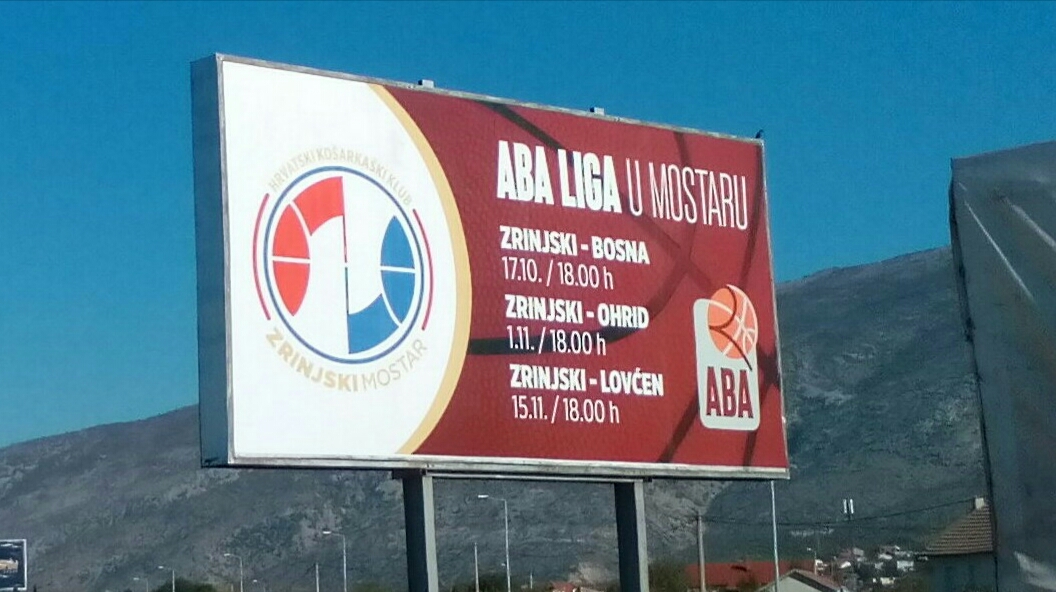 HRVATSKI KOŠARKAŠKI KLUB
ZRINJSKI MOSTAR
ABA LIGA U MOSTARU
ZRINJSKI - BOSNA
17.10. / 18.00 h
ZRINJSKI - OHRID
1.11. / 18.00 h
ZRINJSKI - LOVĆEN
15.11. / 18.00 h
ABA